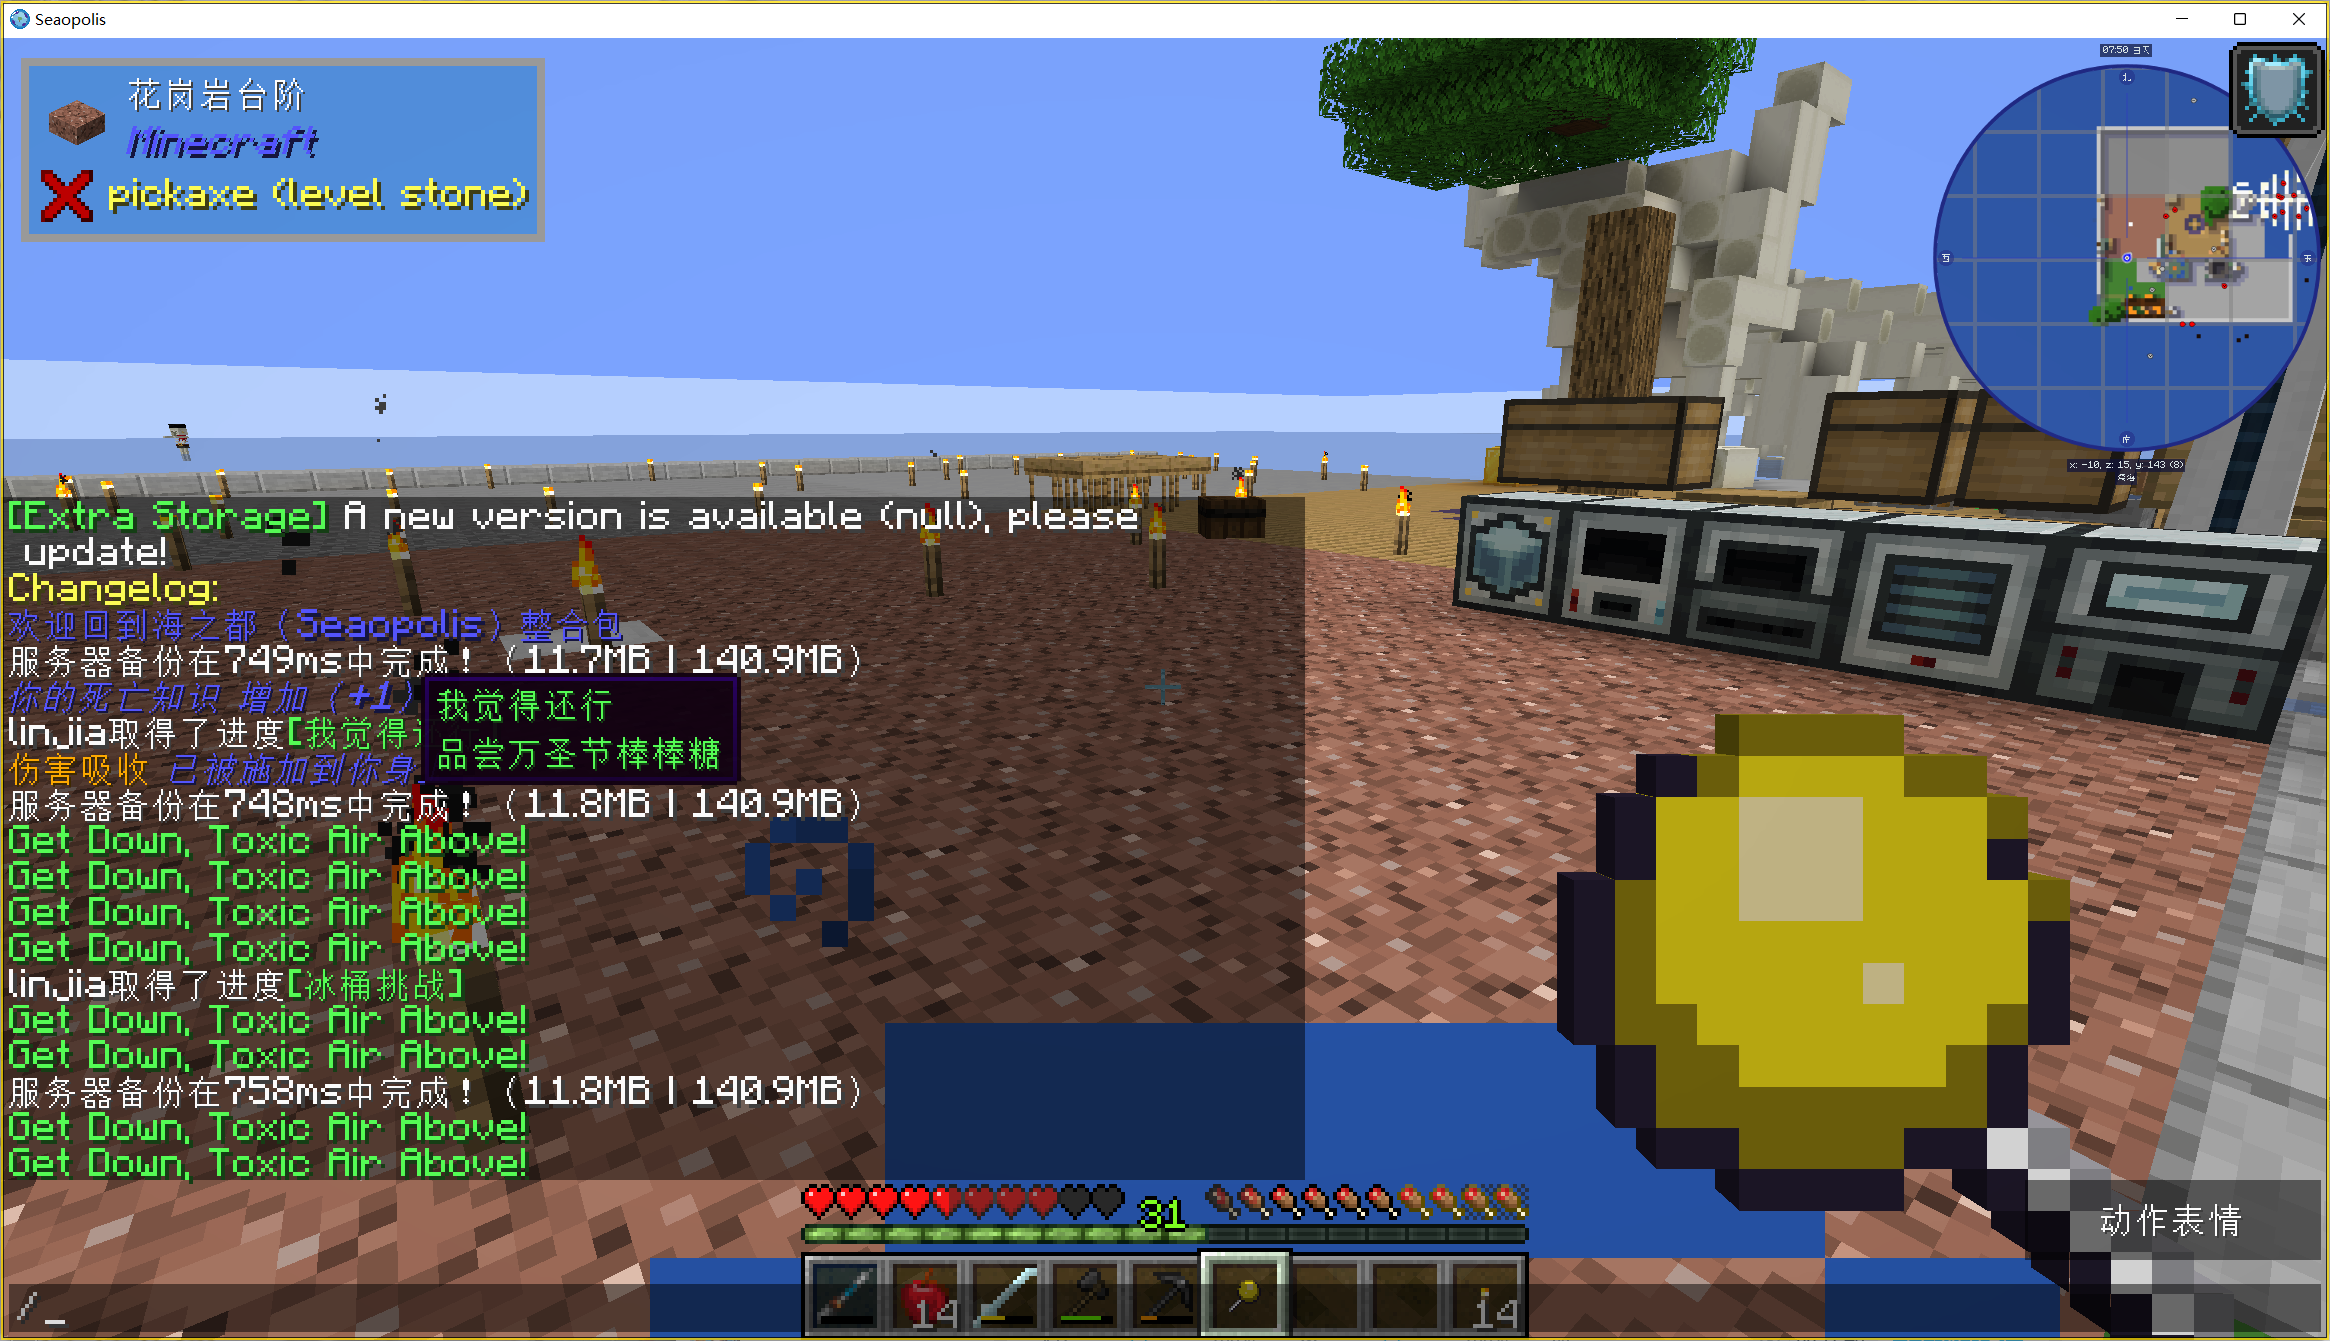 Seaopolis
花岗岩台阶
Minecraft
pickaxe (level stone)
07:50
北
东
南
x: -10, z: 15, y: 143 (8)
[Extra Storage] A new version is available (null), please
update!
Changelog:
欢迎回到海之都（Seaopolis）整合包
服务器备份在749ms中完成！（11.7MB | 140.9MB）
你的死亡知识 增加（+1）
linjia取得了进度[我觉得
我觉得还行
品尝万圣节棒棒糖
伤害吸收 已被施加到你身
服务器备份在748ms中完成！（11.8MB | 140.9MB）
Get Down, Toxic Air Above!
Get Down, Toxic Air Above!
Get Down, Toxic Air Above!
Get Down, Toxic Air Above!
linjia取得了进度[冰桶挑战]
Get Down, Toxic Air Above!
Get Down, Toxic Air Above!
服务器备份在758ms中完成！（11.8MB | 140.9MB）
Get Down, Toxic Air Above!
Get Down, Toxic Air Above!
31
动作表情
14
14
/_